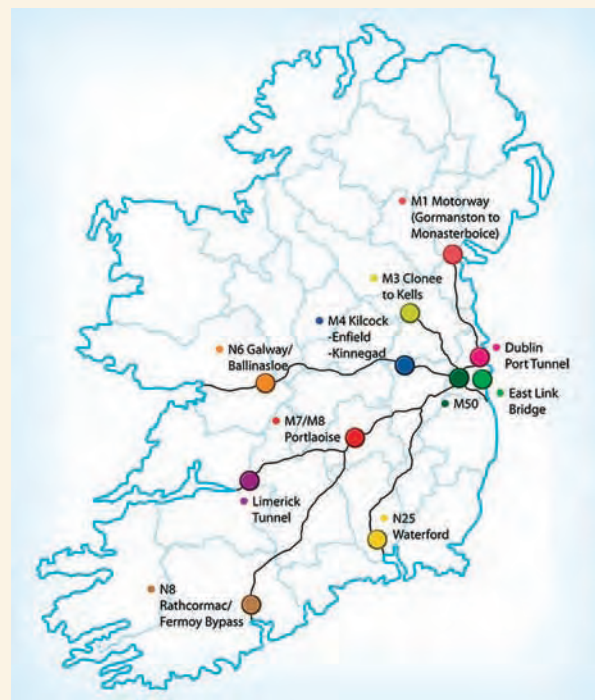 M1 Motorway
(Gormanston to
Monasterboice)
M3 Clonee
to Kells
M4 Kilcock
-Enfield
-Kinnegad
N6 Galway/
Ballinasloe
Dublin
Port Tunnel
East Link
Bridge
M50
M7/M8
Portlaoise
Limerick
Tunnel
N25
Waterford
N8
Rathcormac/
Fermoy Bypass